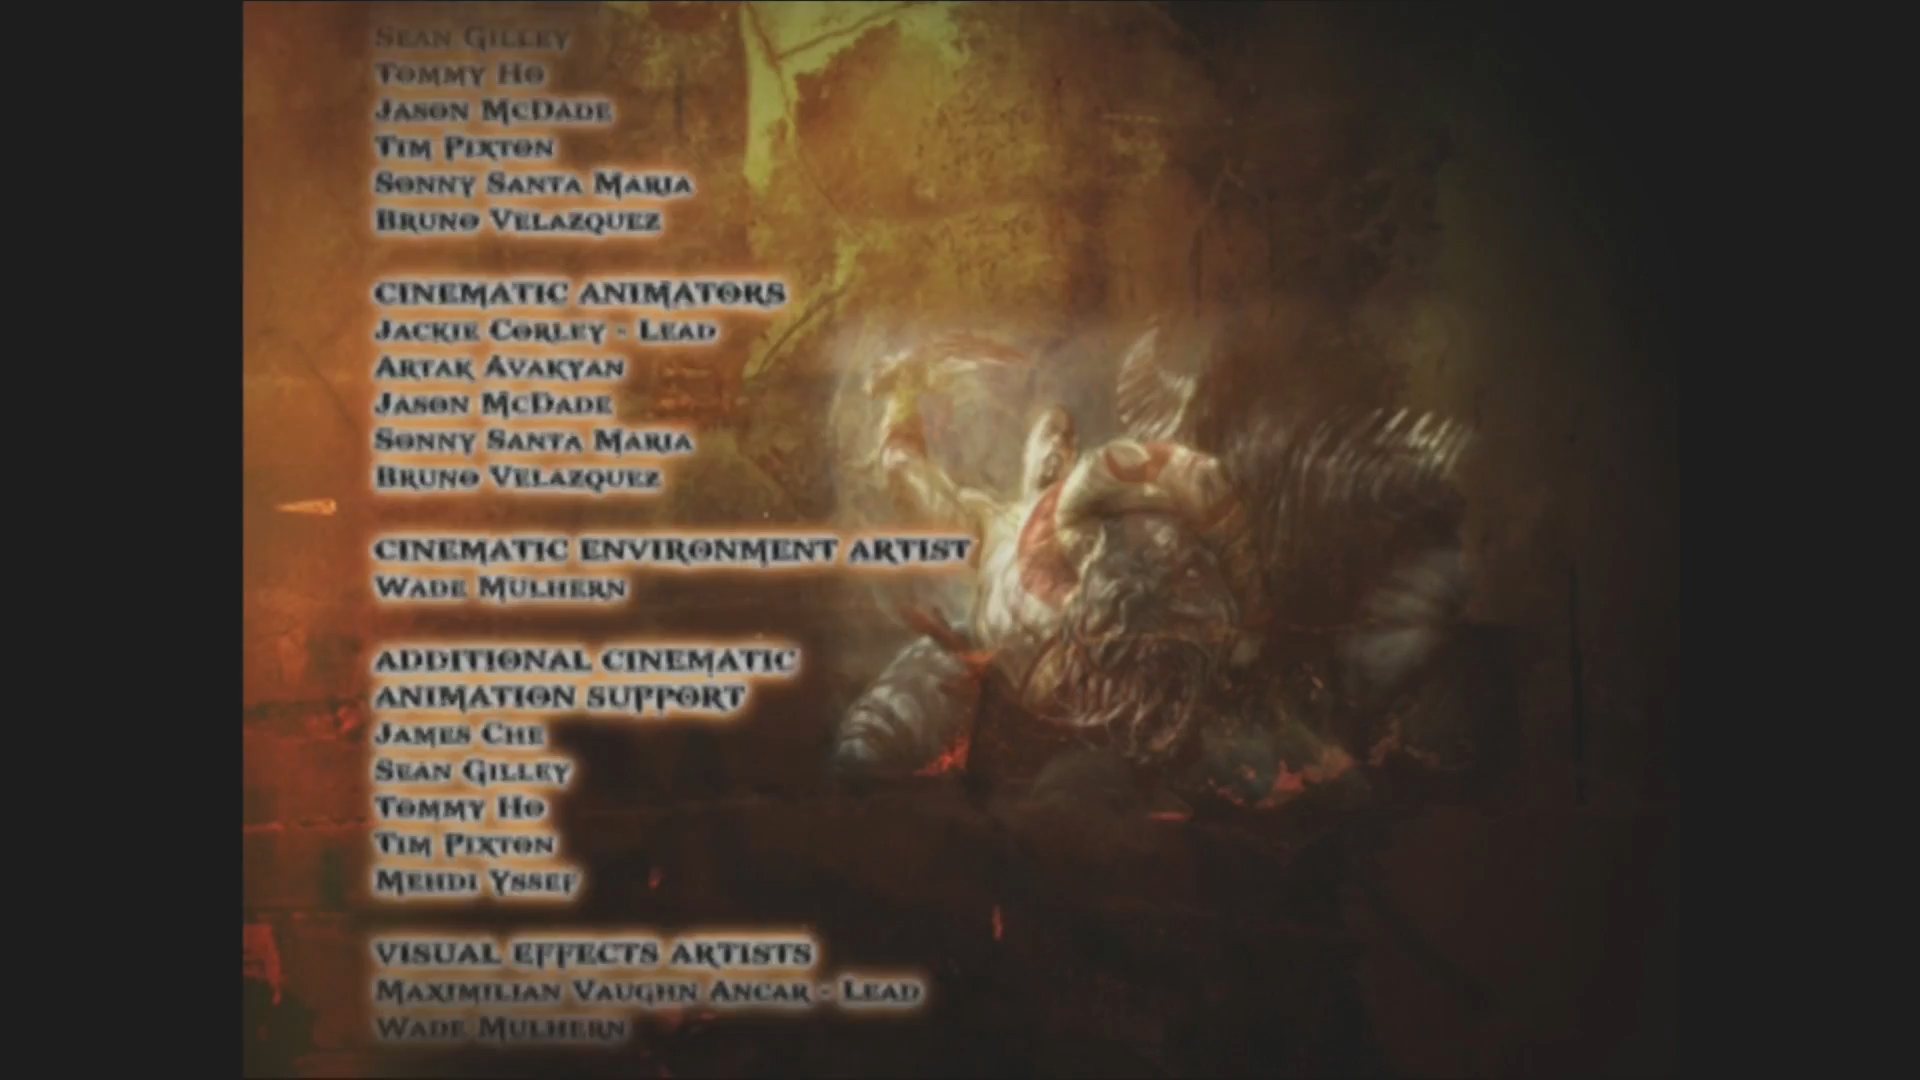 Sean Gilley
Tommy Ho
Jason McDade
Tim Pixton
Sonny Santa Maria
Bruno Velazquez
CINEMATIC ANIMATORS
Jackie Corley - Lead
Artak Avakyan
Jason McDade
Sonny Santa Maria
Bruno Velazquez
CINEMATIC ENVIRONMENT ARTIST
Wade Mulhern
ADDITIONAL CINEMATIC
ANIMATION SUPPORT
James Che
Sean Gilley
Tommy Ho
Tim Pixton
Mehdi Yssef
VISUAL EFFECTS ARTISTS
Maximilian Vaughn Ancar - Lead
Wade Mulhern